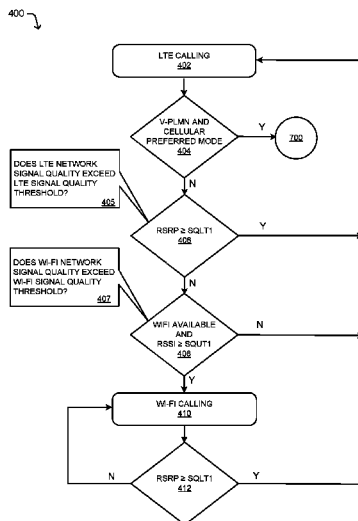 400
LTE CALLING
402
V-PLMN AND
CELLULAR
PREFERRED MODE
404
Y
700
N
DOES LTE NETWORK
SIGNAL QUALITY EXCEED
LTE SIGNAL QUALITY
THRESHOLD?
405
RSRP ≥ SQLT1
406
Y
N
DOES WI-FI NETWORK
SIGNAL QUALITY EXCEED
WI-FI SIGNAL QUALITY
THRESHOLD?
407
WIFI AVAILABLE
AND
RSSI ≥ SQUT1
408
N
Y
WI-FI CALLING
410
N
RSRP ≥ SQLT1
412
Y